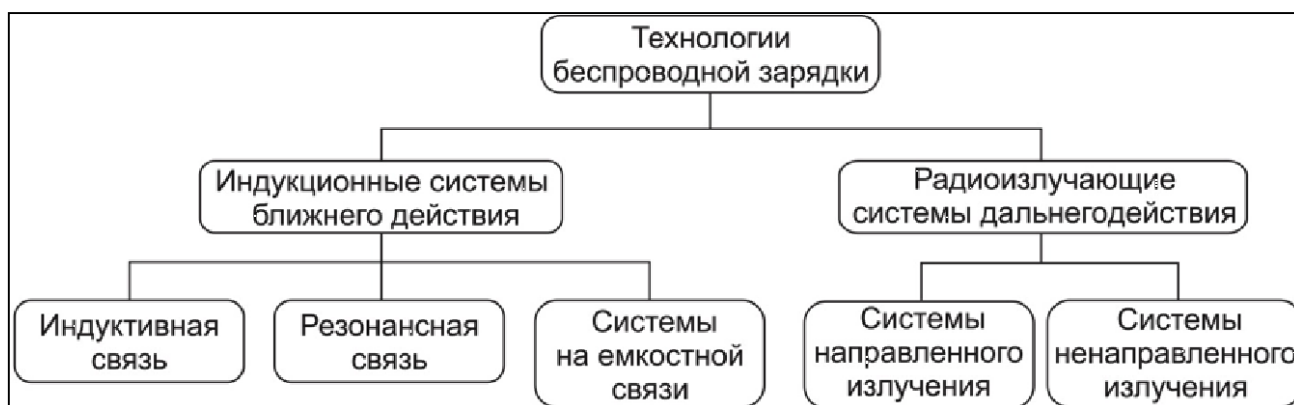 Технологии
беспроводной зарядки
Индукционные системы
ближнего действия
Радиоизлучающие
системы дальнегодействия
Индуктивная
связь
Резонансная
связь
Системы
на емкостной
связи
Системы
направленного
излучения
Системы
ненаправленного
излучения